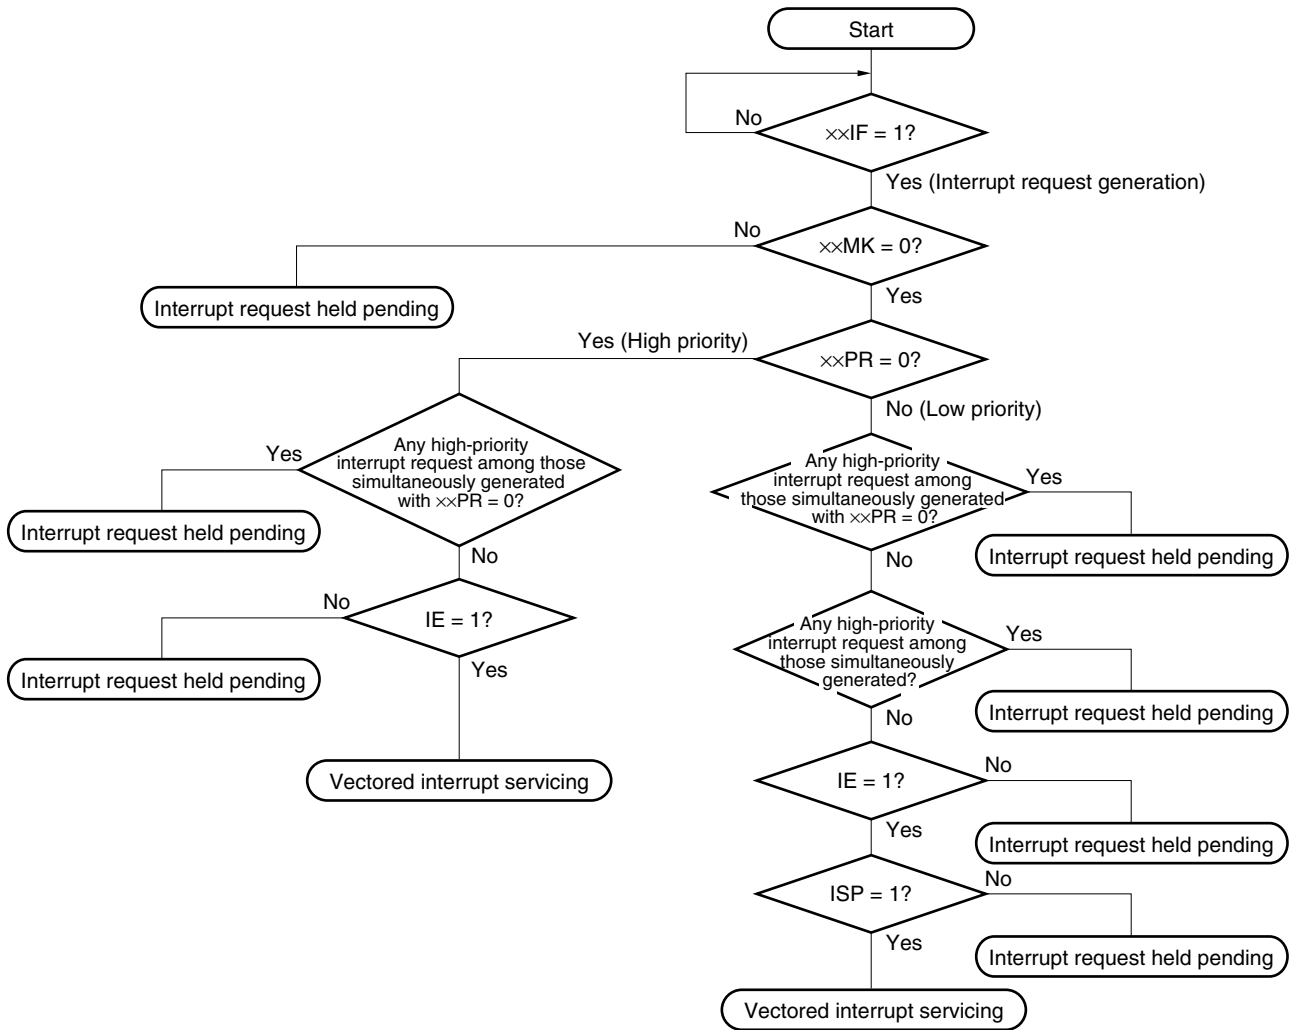 Start
No
××IF = 1?
Yes (Interrupt request generation)
No
××MK = 0?
Interrupt request held pending
Yes
Yes (High priority)
××PR = 0?
No (Low priority)
Yes
Any high-priority
interrupt request among those
simultaneously generated
with ××PR = 0?
Any high-priority
interrupt request among
those simultaneously generated
with ××PR = 0?
Yes
Interrupt request held pending
Interrupt request held pending
No
No
No
IE = 1?
Any high-priority
interrupt request among
those simultaneously
generated?
Yes
Interrupt request held pending
Yes
Interrupt request held pending
No
Vectored interrupt servicing
IE = 1?
No
Yes
Interrupt request held pending
ISP = 1?
No
Yes
Interrupt request held pending
Vectored interrupt servicing